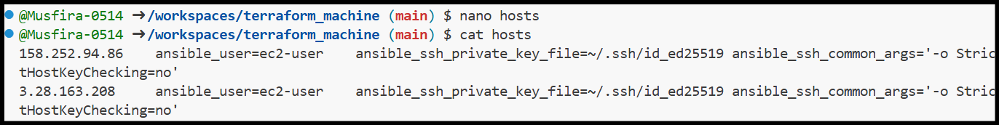 @Musfira-0514 ➜/workspaces/terraform_machine (main) $ nano hosts
@Musfira-0514 ➜/workspaces/terraform_machine (main) $ cat hosts
158.252.94.86    ansible_user=ec2-user    ansible_ssh_private_key_file=~/.ssh/id_ed25519 ansible_ssh_common_args='-o Stric
tHostKeyChecking=no'
3.28.163.208     ansible_user=ec2-user    ansible_ssh_private_key_file=~/.ssh/id_ed25519 ansible_ssh_common_args='-o Stric
tHostKeyChecking=no'